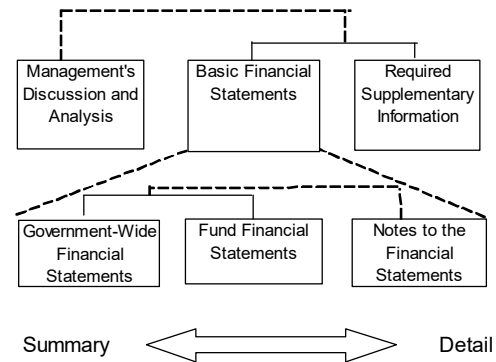 Management's
Discussion and
Analysis
Basic Financial
Statements
Required
Supplementary
Information
Government-Wide
Financial
Statements
Fund Financial
Statements
Notes to the
Financial
Statements
Summary
Detail